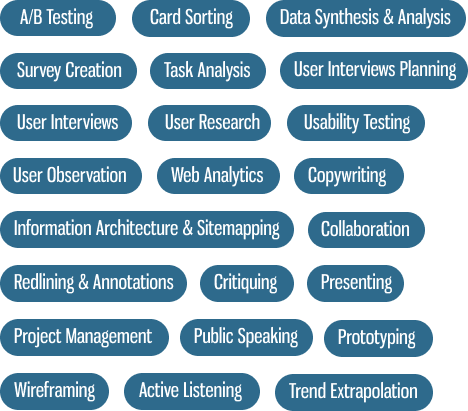 A/B Testing Card Sorting Data Synthesis & Analysis
Survey Creation Task Analysis User Interviews Planning
User Interviews User Research Usability Testing
User Observation Web Analytics Copywriting
Information Architecture & Sitemapping Collaboration
Redlining & Annotations Critiquing Presenting
Project Management Public Speaking Prototyping
Wireframing Active Listening Trend Extrapolation